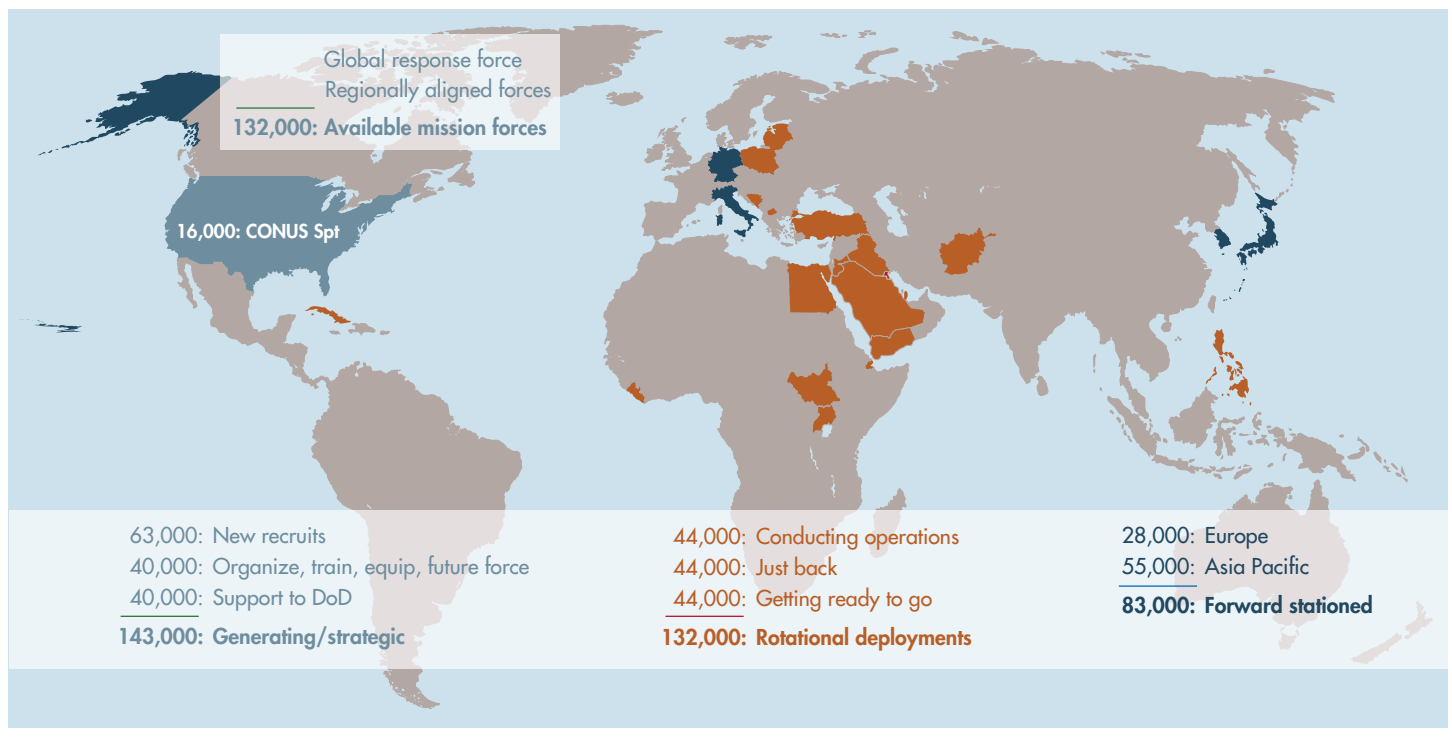 Global response force
Regionally aligned forces
132,000: Available mission forces
16,000: CONUS Spt
63,000: New recruits
40,000: Organize, train, equip, future force
40,000: Support to DoD
143,000: Generating/strategic
44,000: Conducting operations
44,000: Just back
44,000: Getting ready to go
132,000: Rotational deployments
28,000: Europe
55,000: Asia Pacific
83,000: Forward stationed